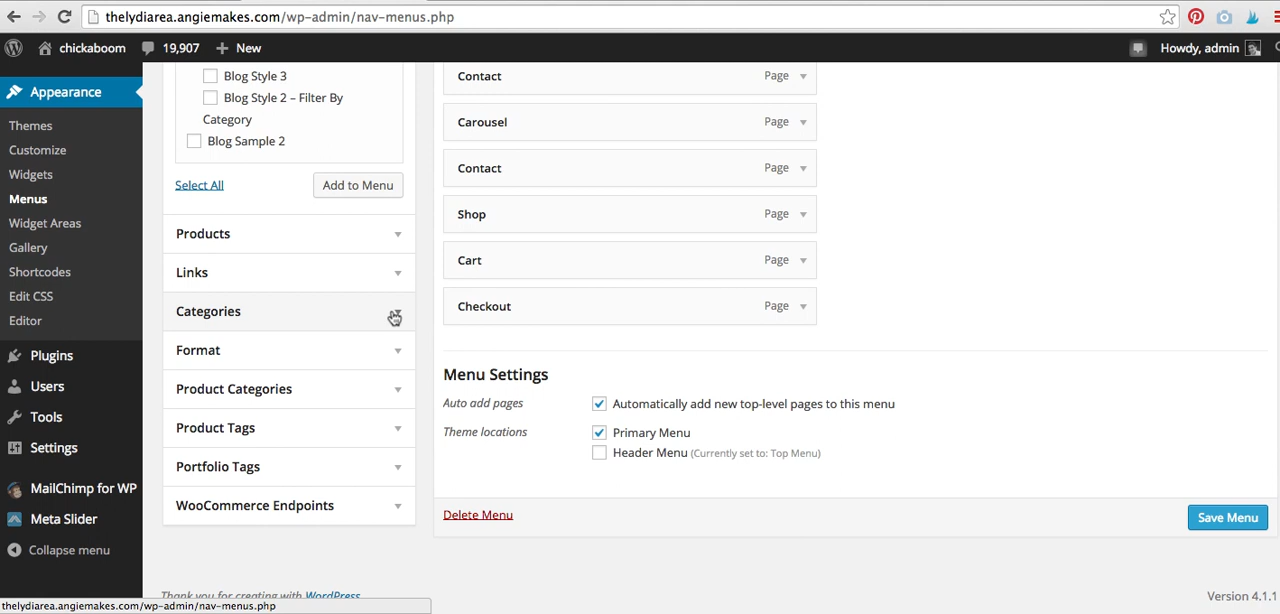 thelydiarea.angiemakes.com/wp-admin/nav-menus.php
chickaboom 19,907 New Howdy, admin
Appearance
Themes
Customize
Widgets
Menus
Widget Areas
Gallery
Shortcodes
Edit CSS
Editor
Plugins
Users
Tools
Settings
MailChimp for WP
Meta Slider
Collapse menu
Blog Style 3
Blog Style 2 – Filter By
Category
Blog Sample 2
Select All Add to Menu
Products
Links
Categories
Format
Product Categories
Product Tags
Portfolio Tags
WooCommerce Endpoints
Contact Page
Carousel Page
Contact Page
Shop Page
Cart Page
Checkout Page
Menu Settings
Auto add pages Automatically add new top-level pages to this menu
Theme locations Primary Menu
Header Menu (Currently set to: Top Menu)
Delete Menu Save Menu
Thank you for creating with WordPress
Version 4.1.1
thelydiarea.angiemakes.com/wp-admin/nav-menus.php